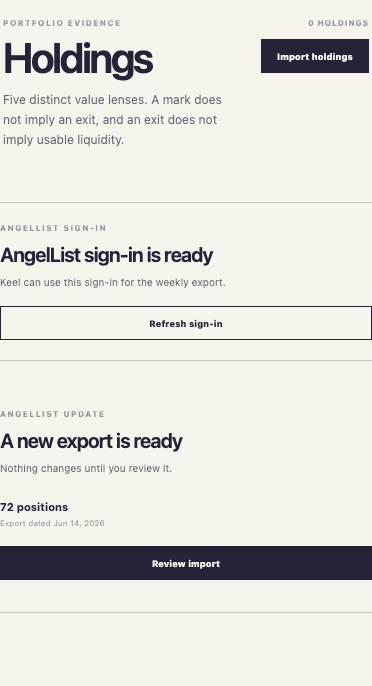 PORTFOLIO EVIDENCE
0 HOLDINGS
Holdings
Import holdings
Five distinct value lenses. A mark does
not imply an exit, and an exit does not
imply usable liquidity.
ANGELLIST SIGN-IN
AngelList sign-in is ready
Keel can use this sign-in for the weekly export.
Refresh sign-in
ANGELLIST UPDATE
A new export is ready
Nothing changes until you review it.
72 positions
Export dated Jun 14, 2026
Review import